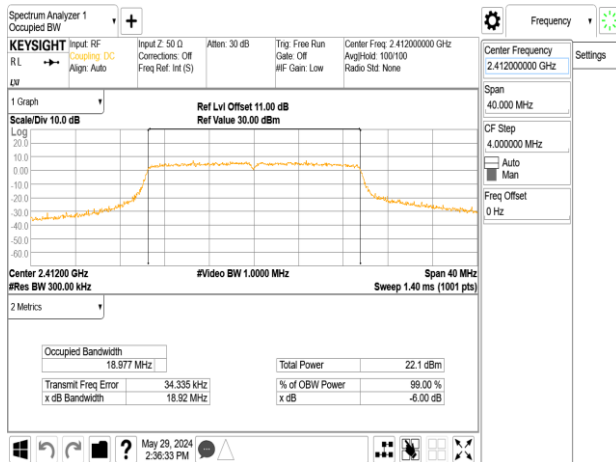 Spectrum Analyzer 1
Occupied BW
Frequency
KEYSIGHT
Input: RF
Coupling: DC
Align: Auto
RL
Input Z: 50 Ω
Corrections: Off
Freq Ref: Int (S)
Atten: 30 dB
Trig: Free Run
Gate: Off
#IF Gain: Low
Center Freq: 2.412000000 GHz
Avg|Hold: 100/100
Radio Std: None
Center Frequency
2.412000000 GHz
Settings
Span
40.000 MHz
CF Step
4.000000 MHz
Auto
Man
Freq Offset
0 Hz
1 Graph
Scale/Div 10.0 dB
Ref Lvl Offset 11.00 dB
Ref Value 30.00 dBm
Log
20.0
10.0
0.00
-10.0
-20.0
-30.0
-40.0
-50.0
-60.0
Center 2.41200 GHz
#Video BW 1.0000 MHz
Span 40 MHz
#Res BW 300.00 kHz
Sweep 1.40 ms (1001 pts)
2 Metrics
Occupied Bandwidth
18.977 MHz
Total Power 22.1 dBm
Transmit Freq Error 34.335 kHz
% of OBW Power 99.00 %
x dB Bandwidth 18.92 MHz
x dB -6.00 dB
May 29, 2024
2:36:33 PM